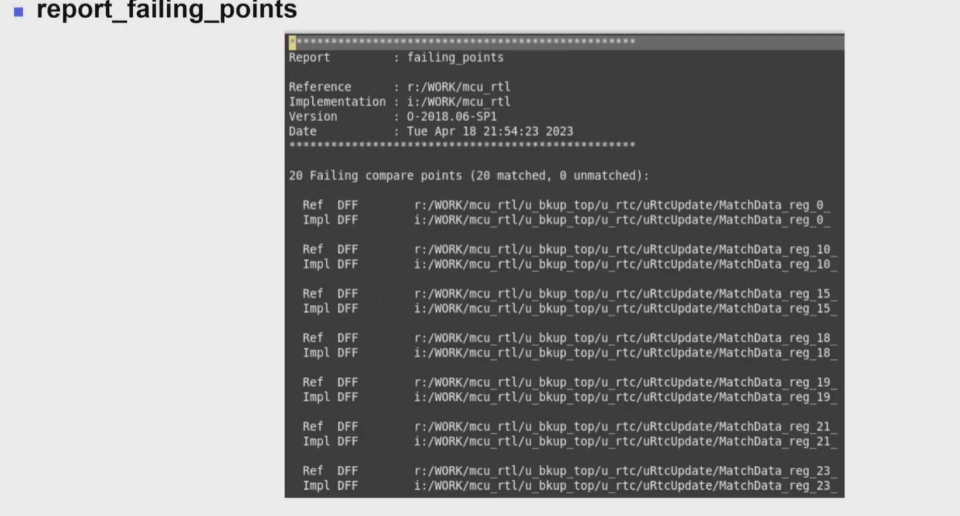 report_failing_points
**************************************************
Report         : failing_points
Reference      : r:/WORK/mcu_rtl
Implementation : i:/WORK/mcu_rtl
Version        : O-2018.06-SP1
Date           : Tue Apr 18 21:54:23 2023
**************************************************
20 Failing compare points (20 matched, 0 unmatched):
Ref  DFF        r:/WORK/mcu_rtl/u_bkup_top/u_rtc/uRtcUpdate/MatchData_reg_0_
Impl DFF        i:/WORK/mcu_rtl/u_bkup_top/u_rtc/uRtcUpdate/MatchData_reg_0_
Ref  DFF        r:/WORK/mcu_rtl/u_bkup_top/u_rtc/uRtcUpdate/MatchData_reg_10_
Impl DFF        i:/WORK/mcu_rtl/u_bkup_top/u_rtc/uRtcUpdate/MatchData_reg_10_
Ref  DFF        r:/WORK/mcu_rtl/u_bkup_top/u_rtc/uRtcUpdate/MatchData_reg_15_
Impl DFF        i:/WORK/mcu_rtl/u_bkup_top/u_rtc/uRtcUpdate/MatchData_reg_15_
Ref  DFF        r:/WORK/mcu_rtl/u_bkup_top/u_rtc/uRtcUpdate/MatchData_reg_18_
Impl DFF        i:/WORK/mcu_rtl/u_bkup_top/u_rtc/uRtcUpdate/MatchData_reg_18_
Ref  DFF        r:/WORK/mcu_rtl/u_bkup_top/u_rtc/uRtcUpdate/MatchData_reg_19_
Impl DFF        i:/WORK/mcu_rtl/u_bkup_top/u_rtc/uRtcUpdate/MatchData_reg_19_
Ref  DFF        r:/WORK/mcu_rtl/u_bkup_top/u_rtc/uRtcUpdate/MatchData_reg_21_
Impl DFF        i:/WORK/mcu_rtl/u_bkup_top/u_rtc/uRtcUpdate/MatchData_reg_21_
Ref  DFF        r:/WORK/mcu_rtl/u_bkup_top/u_rtc/uRtcUpdate/MatchData_reg_23_
Impl DFF        i:/WORK/mcu_rtl/u_bkup_top/u_rtc/uRtcUpdate/MatchData_reg_23_